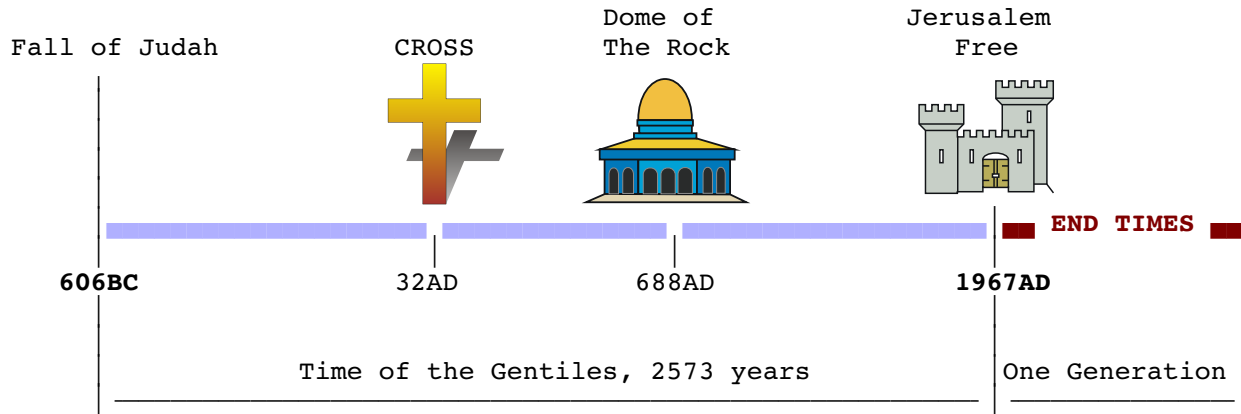 Dome of Jerusalem
Fall of Judah CROSS The Rock Free
END TIMES
606BC 32AD 688AD 1967AD
Time of the Gentiles, 2573 years One Generation